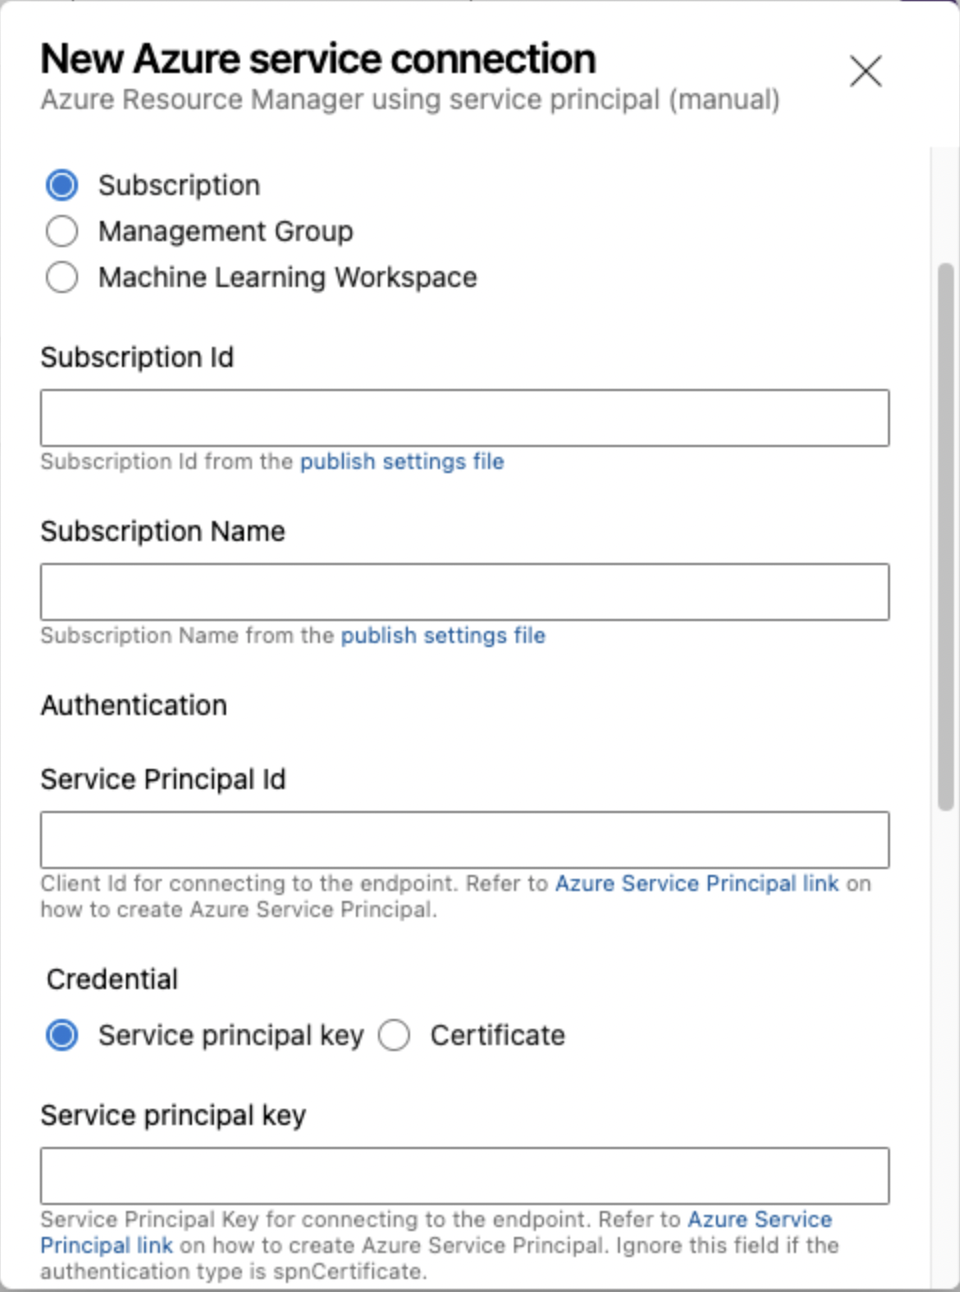 New Azure service connection
Azure Resource Manager using service principal (manual)
Subscription
Management Group
Machine Learning Workspace
Subscription Id
Subscription Id from the publish settings file
Subscription Name
Subscription Name from the publish settings file
Authentication
Service Principal Id
Client Id for connecting to the endpoint. Refer to Azure Service Principal link on
how to create Azure Service Principal.
Credential
Service principal key Certificate
Service principal key
Service Principal Key for connecting to the endpoint. Refer to Azure Service
Principal link on how to create Azure Service Principal. Ignore this field if the
authentication type is spnCertificate.